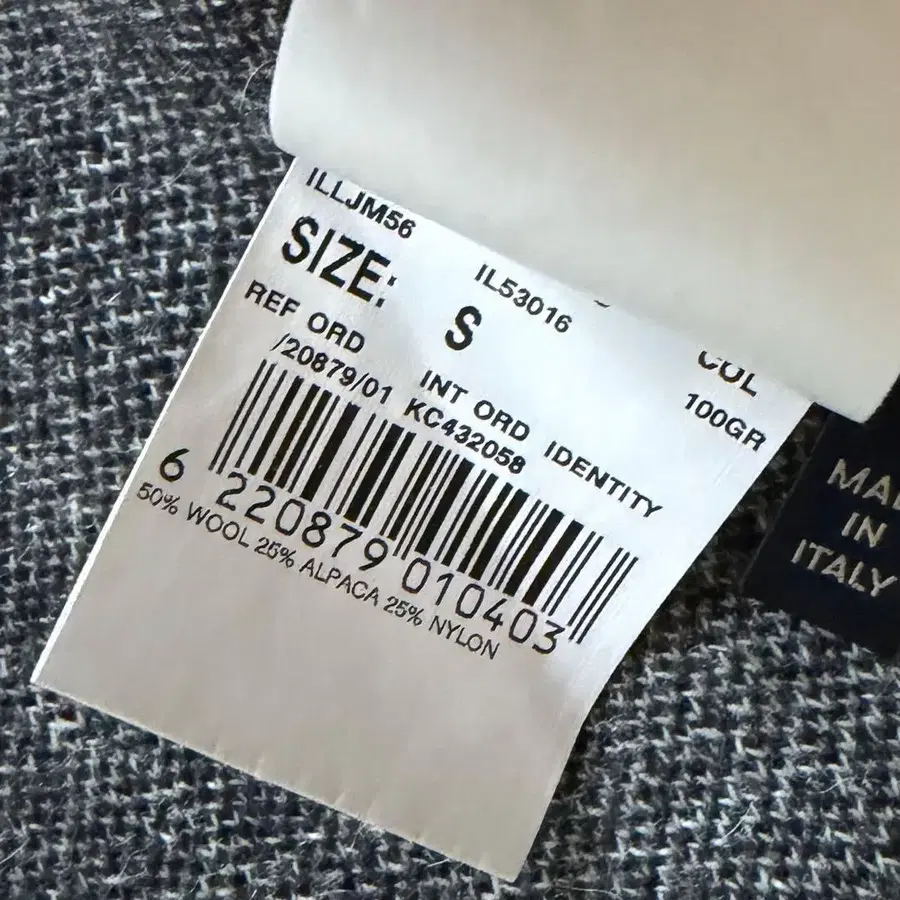 ILLJM56 IL53016 COL
SIZE: S 100GR
REF ORD INT ORD IDENTITY
/20879/01 KC432058
6 220879 010403
50% WOOL 25% ALPACA 25% NYLON
IN
ITALY